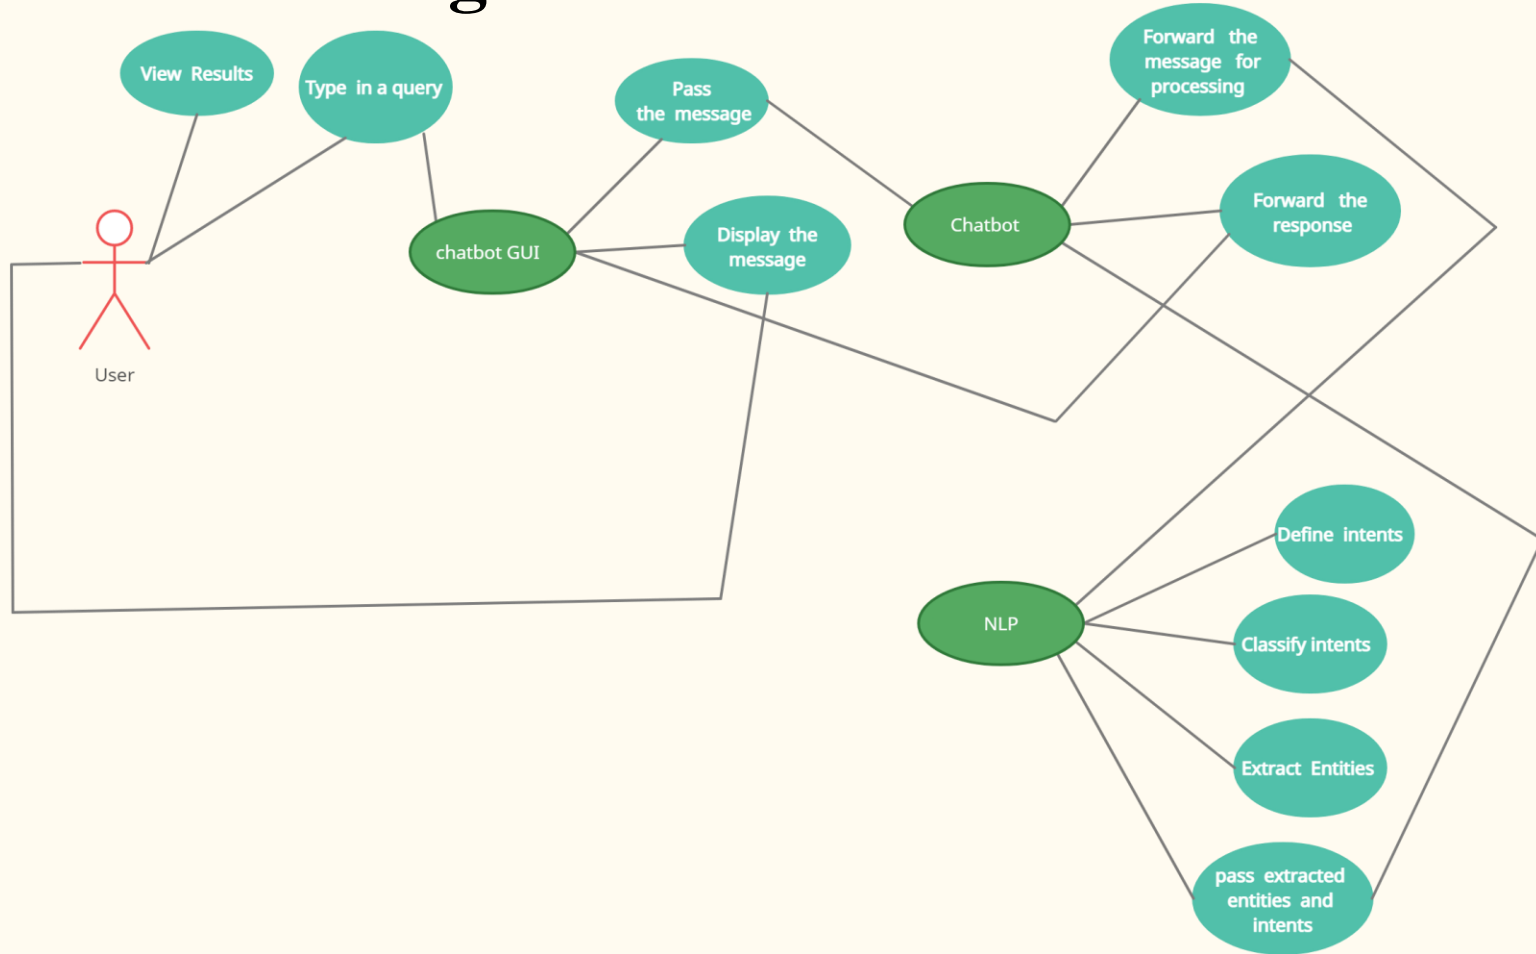 g
View Results
Type in a query
Pass
the message
Forward the
message for
processing
chatbot GUI
Display the
message
Chatbot
Forward the
response
User
NLP
Define intents
Classify intents
Extract Entities
pass extracted
entities and
intents